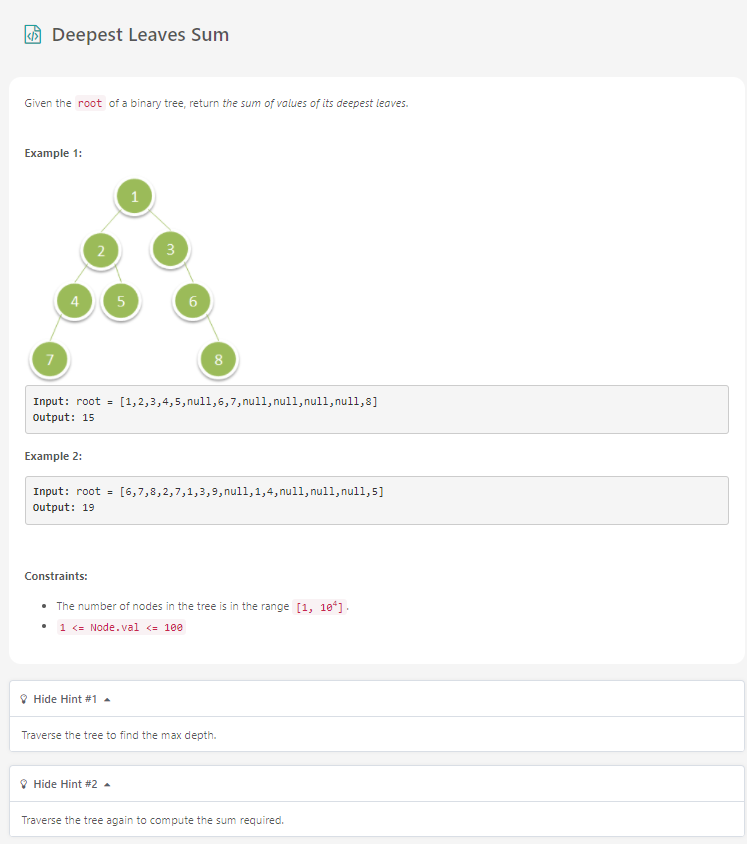 Deepest Leaves Sum
Given the root of a binary tree, return the sum of values of its deepest leaves.
Example 1:
1
2 3
4 5 6
7 8
Input: root = [1,2,3,4,5,null,6,7,null,null,null,null,8]
Output: 15
Example 2:
Input: root = [6,7,8,2,7,1,3,9,null,1,4,null,null,null,5]
Output: 19
Constraints:
• The number of nodes in the tree is in the range [1, 10⁴].
• 1 <= Node.val <= 100
Hide Hint #1
Traverse the tree to find the max depth.
Hide Hint #2
Traverse the tree again to compute the sum required.